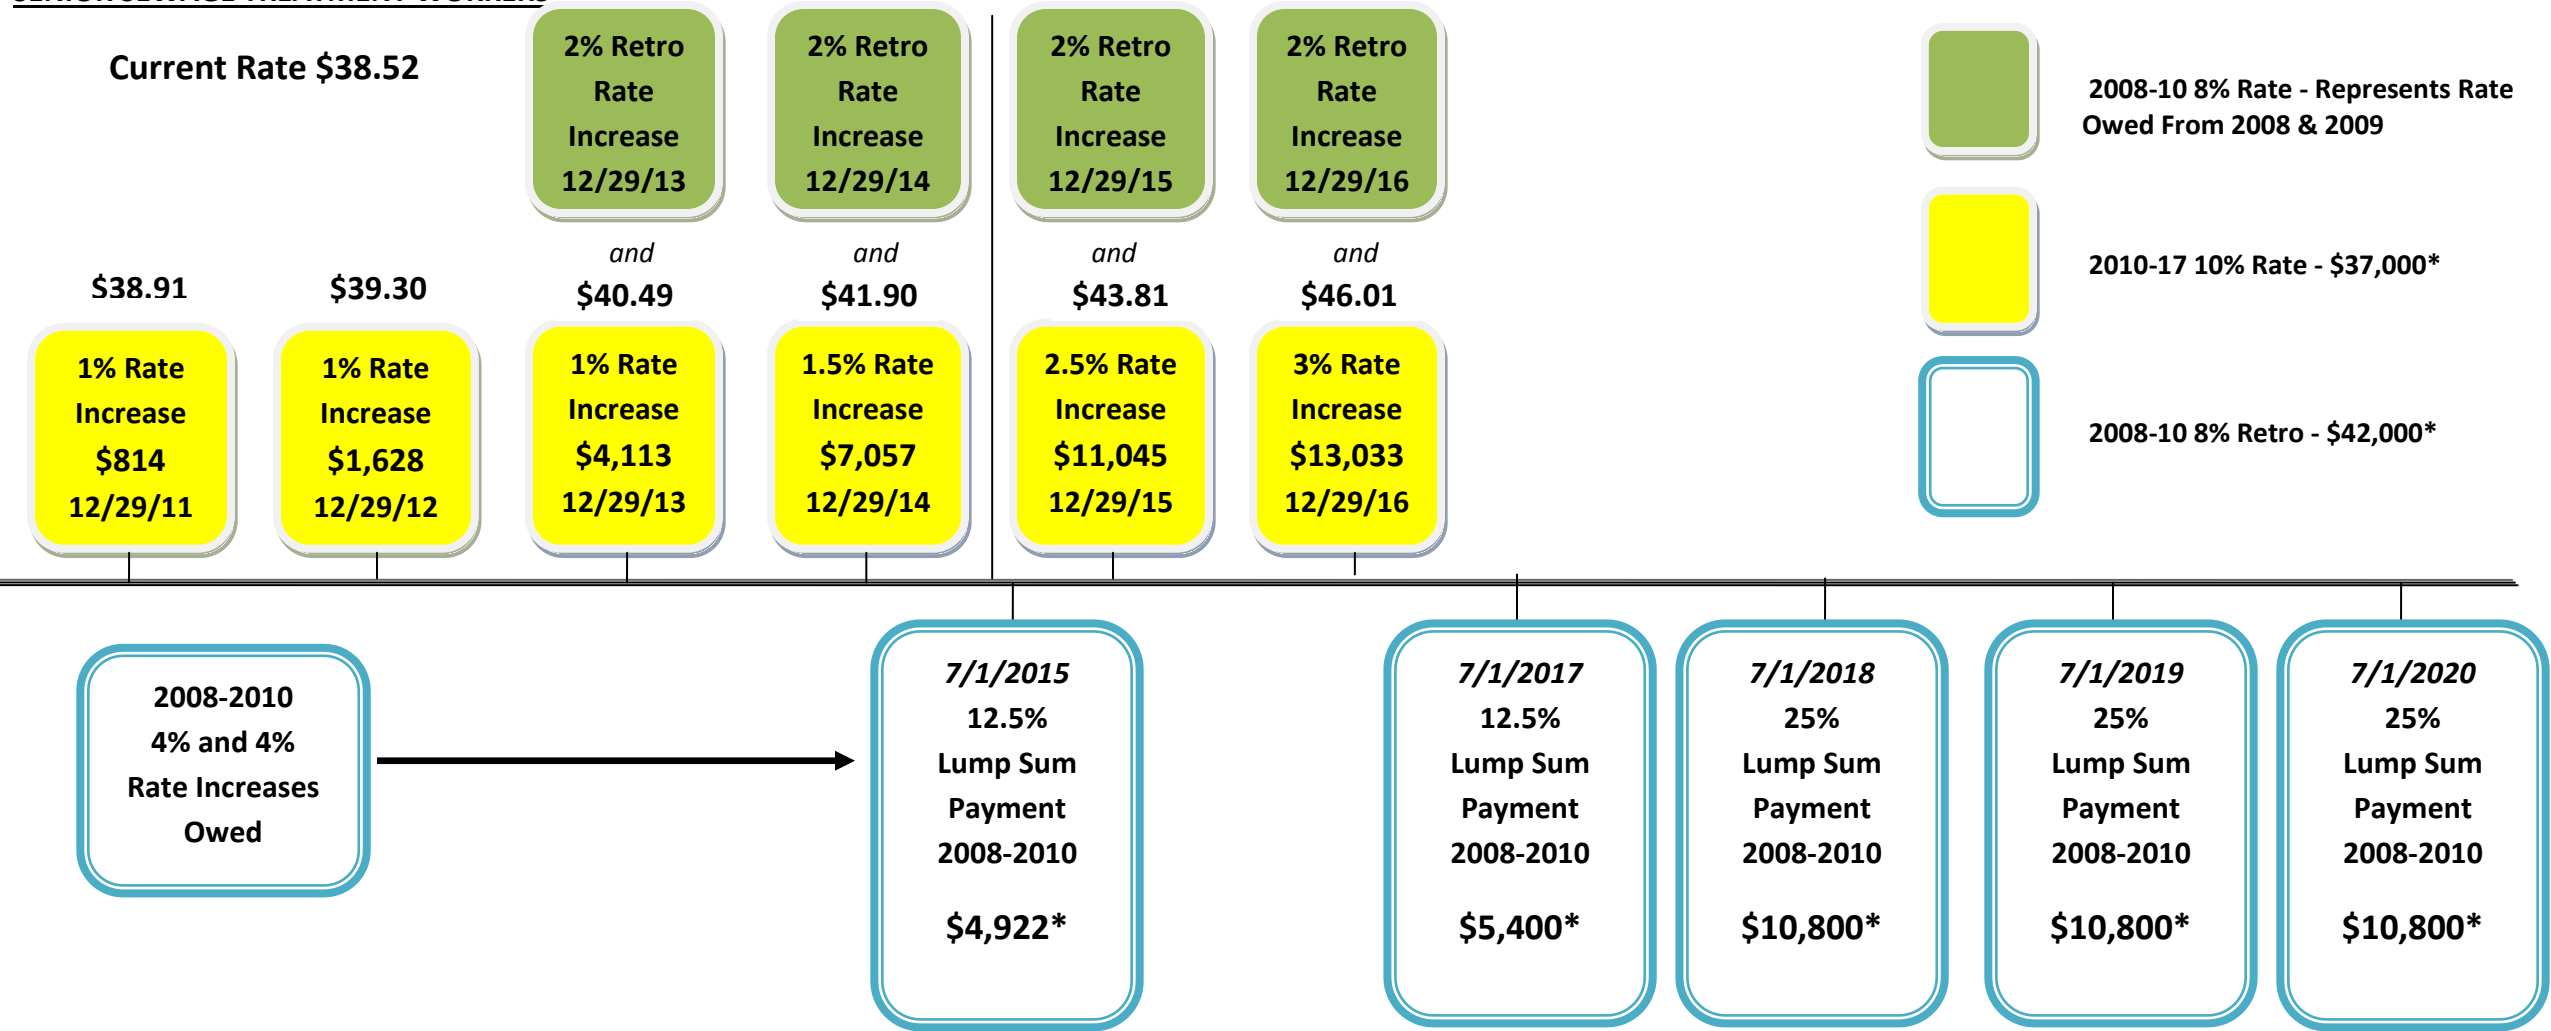 SENIOR SEWAGE TREATMENT WORKERS
Current Rate $38.52
2% Retro
Rate
Increase
12/29/13
2% Retro
Rate
Increase
12/29/14
2% Retro
Rate
Increase
12/29/15
2% Retro
Rate
Increase
12/29/16
and
and
and
and
$38.91
$39.30
$40.49
$41.90
$43.81
$46.01
1% Rate
Increase
$814
12/29/11
1% Rate
Increase
$1,628
12/29/12
1% Rate
Increase
$4,113
12/29/13
1.5% Rate
Increase
$7,057
12/29/14
2.5% Rate
Increase
$11,045
12/29/15
3% Rate
Increase
$13,033
12/29/16
2008-10 8% Rate - Represents Rate
Owed From 2008 & 2009
2010-17 10% Rate - $37,000*
2008-10 8% Retro - $42,000*
2008-2010
4% and 4%
Rate Increases
Owed
7/1/2015
12.5%
Lump Sum
Payment
2008-2010
$4,922*
7/1/2017
12.5%
Lump Sum
Payment
2008-2010
$5,400*
7/1/2018
25%
Lump Sum
Payment
2008-2010
$10,800*
7/1/2019
25%
Lump Sum
Payment
2008-2010
$10,800*
7/1/2020
25%
Lump Sum
Payment
2008-2010
$10,800*